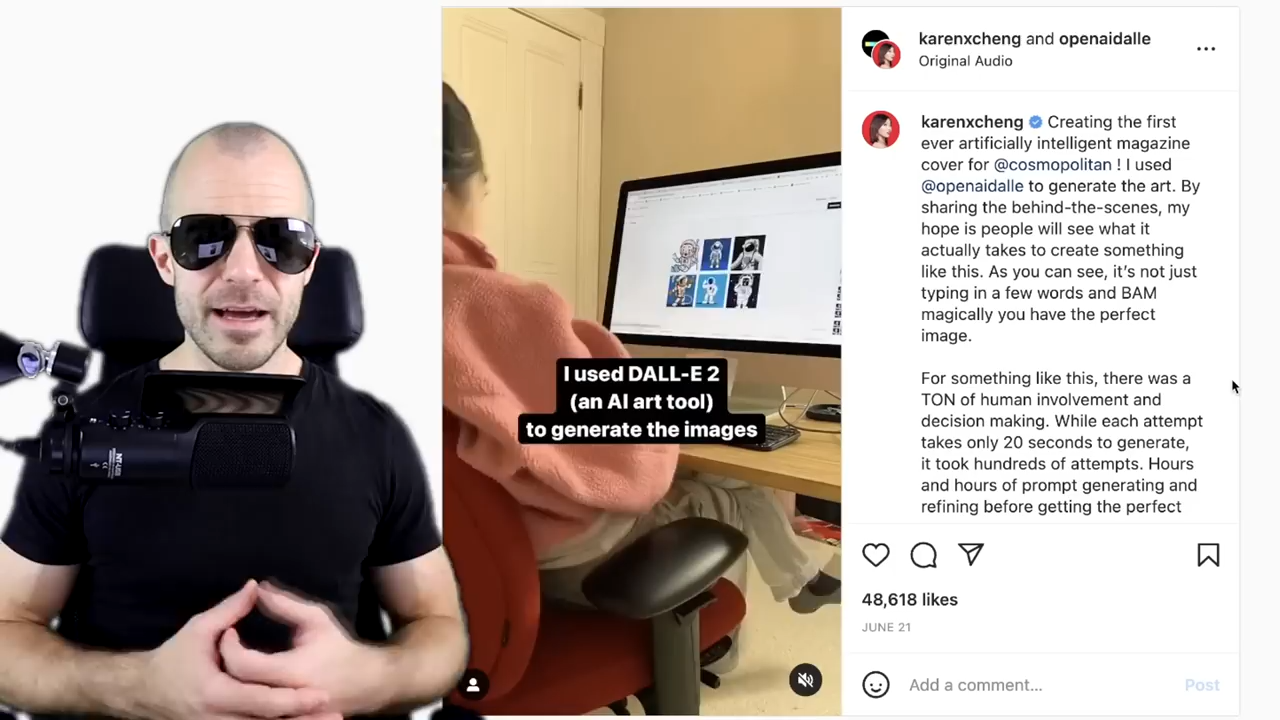 karenxcheng and openaidalle
Original Audio
karenxcheng Creating the first
ever artificially intelligent magazine
cover for @cosmopolitan ! I used
@openaidalle to generate the art. By
sharing the behind-the-scenes, my
hope is people will see what it
actually takes to create something
like this. As you can see, it's not just
typing in a few words and BAM
magically you have the perfect
image.
For something like this, there was a
TON of human involvement and
decision making. While each attempt
takes only 20 seconds to generate,
it took hundreds of attempts. Hours
and hours of prompt generating and
refining before getting the perfect
I used DALL-E 2
(an AI art tool)
to generate the images
48,618 likes
JUNE 21
Add a comment...
Post